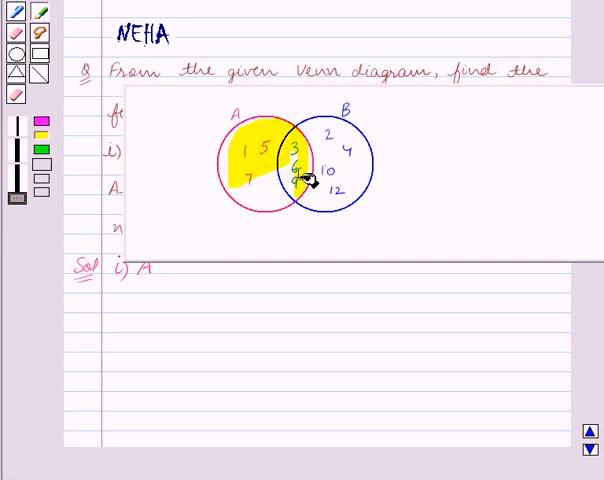 NEHA
Q From the given Venn diagram, find the
i)
A
A B
1 5 3 2 4
7 6 9 10 12
Sol i) A